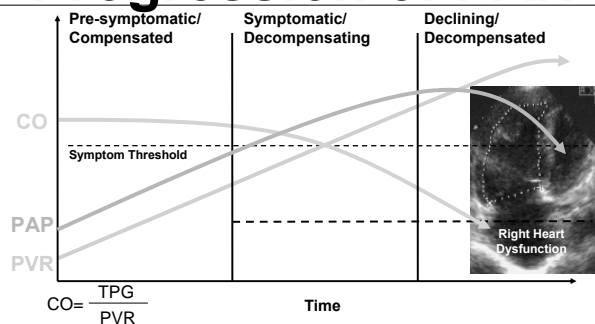 Pre-symptomatic/
Compensated
Symptomatic/
Decompensating
Declining/
Decompensated
CO
Symptom Threshold
PAP
PVR
Right Heart
Dysfunction
CO= TPG
PVR
Time